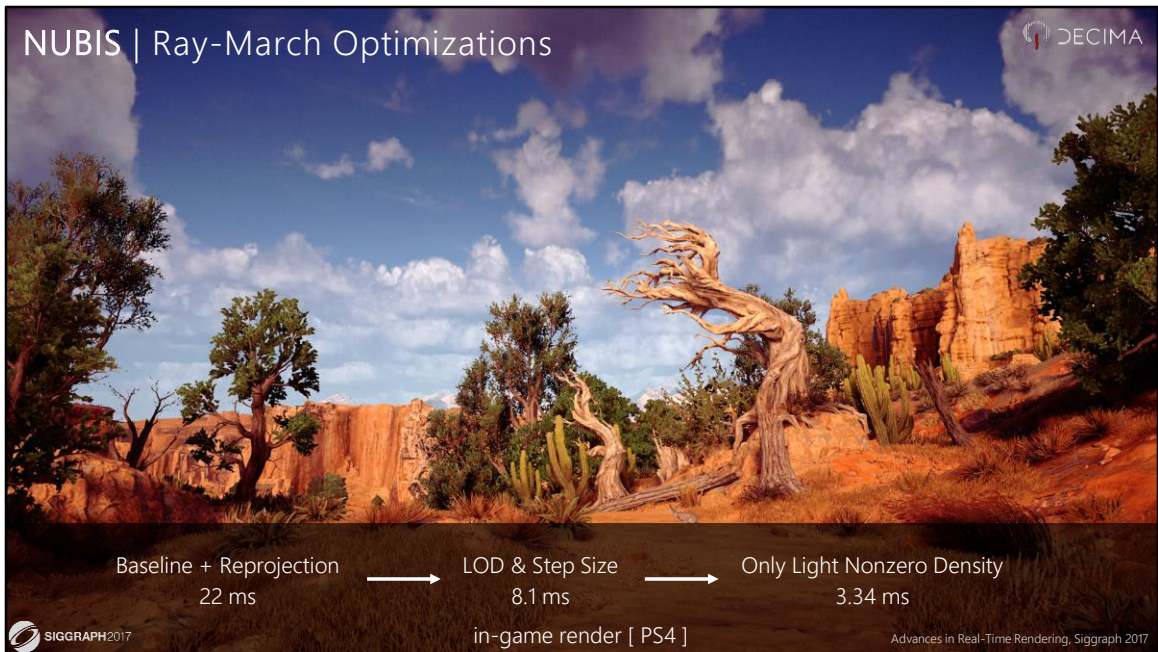 NUBIS | Ray-March Optimizations
DECIMA
Baseline + Reprojection
22 ms
LOD & Step Size
8.1 ms
Only Light Nonzero Density
3.34 ms
in-game render [ PS4 ]
SIGGRAPH2017
Advances in Real-Time Rendering, Siggraph 2017